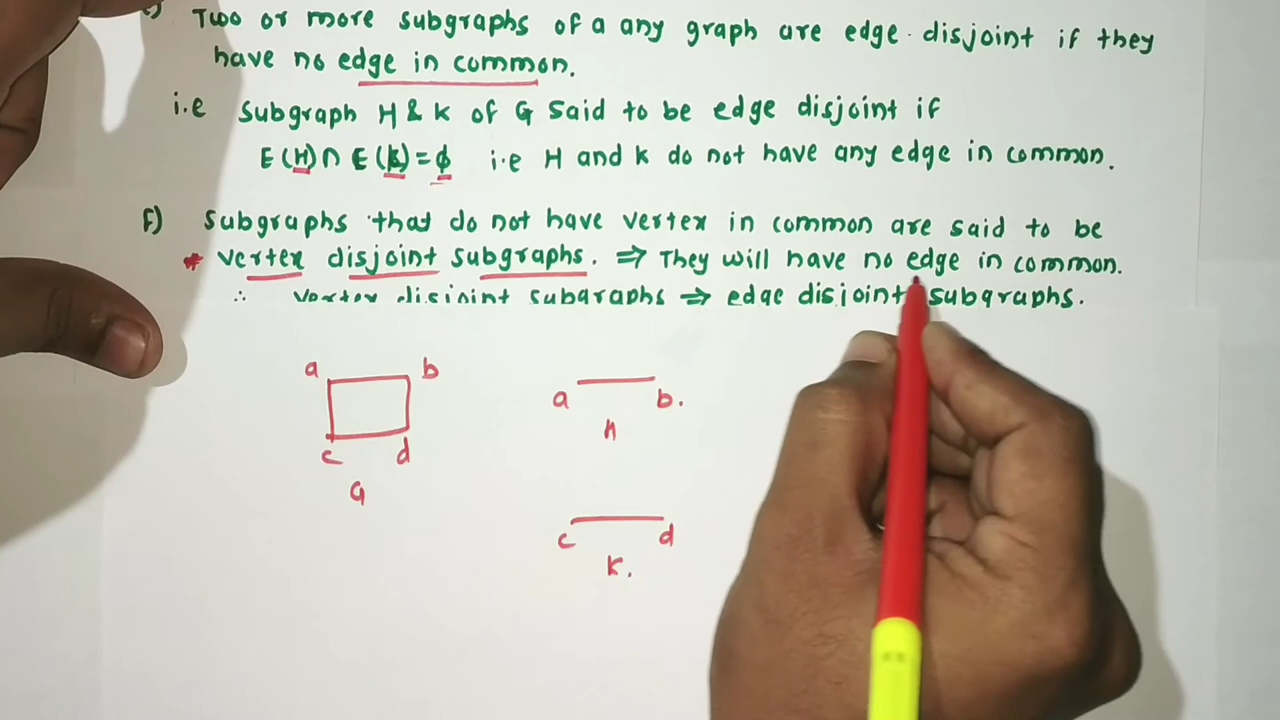 Two or more subgraphs of a any graph are edge disjoint if they
have no edge in common.
i.e subgraph H & K of G said to be edge disjoint if
E(H) ∩ E(K) = ϕ i.e H and K do not have any edge in common.
F) Subgraphs that do not have vertex in common are said to be
* vertex disjoint subgraphs. ⇒ They will have no edge in common.
∴ vertex disjoint subgraphs ⇒ edge disjoint subgraphs.
a b a b.
H
c d
G
c d
K.